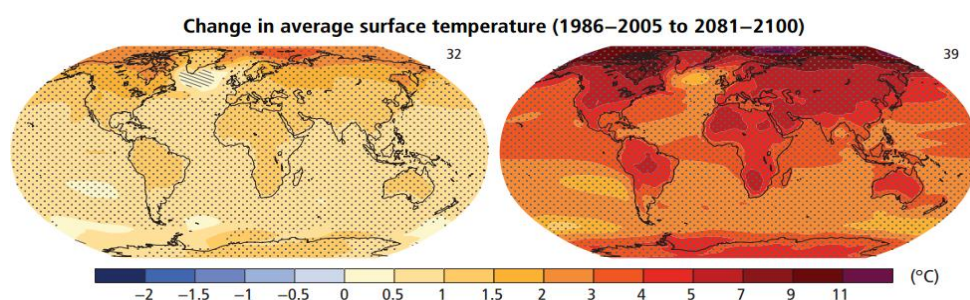 Change in average surface temperature (1986−2005 to 2081−2100)
32
39
(°C)
−2 −1.5 −1 −0.5 0 0.5 1 1.5 2 3 4 5 7 9 11